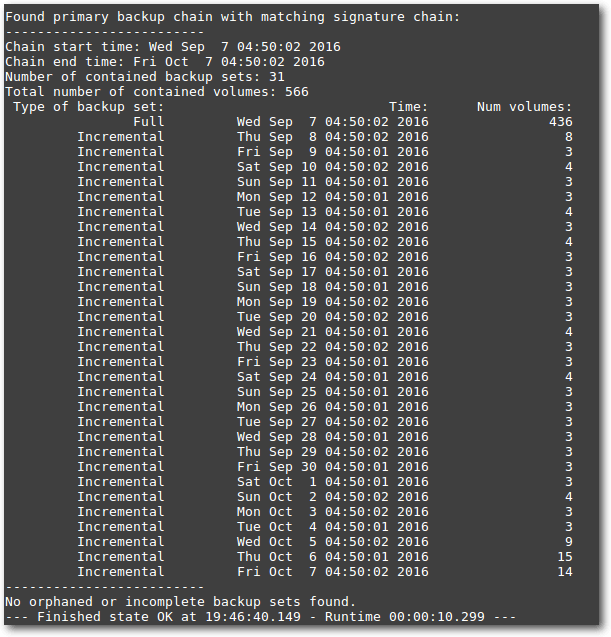 Found primary backup chain with matching signature chain:
-------------------------
Chain start time: Wed Sep  7 04:50:02 2016
Chain end time: Fri Oct  7 04:50:02 2016
Number of contained backup sets: 31
Total number of contained volumes: 566
 Type of backup set:                            Time:      Num volumes:
                Full         Wed Sep  7 04:50:02 2016               436
         Incremental         Thu Sep  8 04:50:02 2016                 8
         Incremental         Fri Sep  9 04:50:01 2016                 3
         Incremental         Sat Sep 10 04:50:02 2016                 4
         Incremental         Sun Sep 11 04:50:01 2016                 3
         Incremental         Mon Sep 12 04:50:01 2016                 3
         Incremental         Tue Sep 13 04:50:01 2016                 4
         Incremental         Wed Sep 14 04:50:02 2016                 3
         Incremental         Thu Sep 15 04:50:02 2016                 4
         Incremental         Fri Sep 16 04:50:02 2016                 3
         Incremental         Sat Sep 17 04:50:01 2016                 3
         Incremental         Sun Sep 18 04:50:01 2016                 3
         Incremental         Mon Sep 19 04:50:02 2016                 3
         Incremental         Tue Sep 20 04:50:02 2016                 3
         Incremental         Wed Sep 21 04:50:01 2016                 4
         Incremental         Thu Sep 22 04:50:02 2016                 3
         Incremental         Fri Sep 23 04:50:01 2016                 3
         Incremental         Sat Sep 24 04:50:01 2016                 4
         Incremental         Sun Sep 25 04:50:01 2016                 3
         Incremental         Mon Sep 26 04:50:01 2016                 3
         Incremental         Tue Sep 27 04:50:02 2016                 3
         Incremental         Wed Sep 28 04:50:01 2016                 3
         Incremental         Thu Sep 29 04:50:02 2016                 3
         Incremental         Fri Sep 30 04:50:01 2016                 3
         Incremental         Sat Oct  1 04:50:01 2016                 3
         Incremental         Sun Oct  2 04:50:02 2016                 4
         Incremental         Mon Oct  3 04:50:02 2016                 3
         Incremental         Tue Oct  4 04:50:01 2016                 3
         Incremental         Wed Oct  5 04:50:02 2016                 9
         Incremental         Thu Oct  6 04:50:01 2016                15
         Incremental         Fri Oct  7 04:50:02 2016                14
-------------------------
No orphaned or incomplete backup sets found.
--- Finished state OK at 19:46:40.149 - Runtime 00:00:10.299 ---